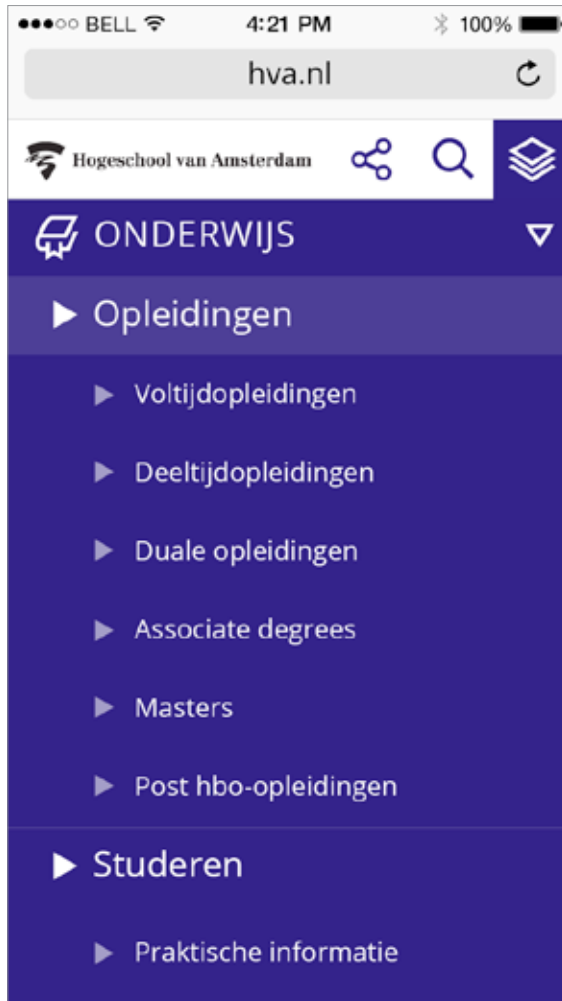 BELL 4:21 PM 100%
hva.nl
Hogeschool van Amsterdam
ONDERWIJS
Opleidingen
Voltijdopleidingen
Deeltijdopleidingen
Duale opleidingen
Associate degrees
Masters
Post hbo-opleidingen
Studeren
Praktische informatie